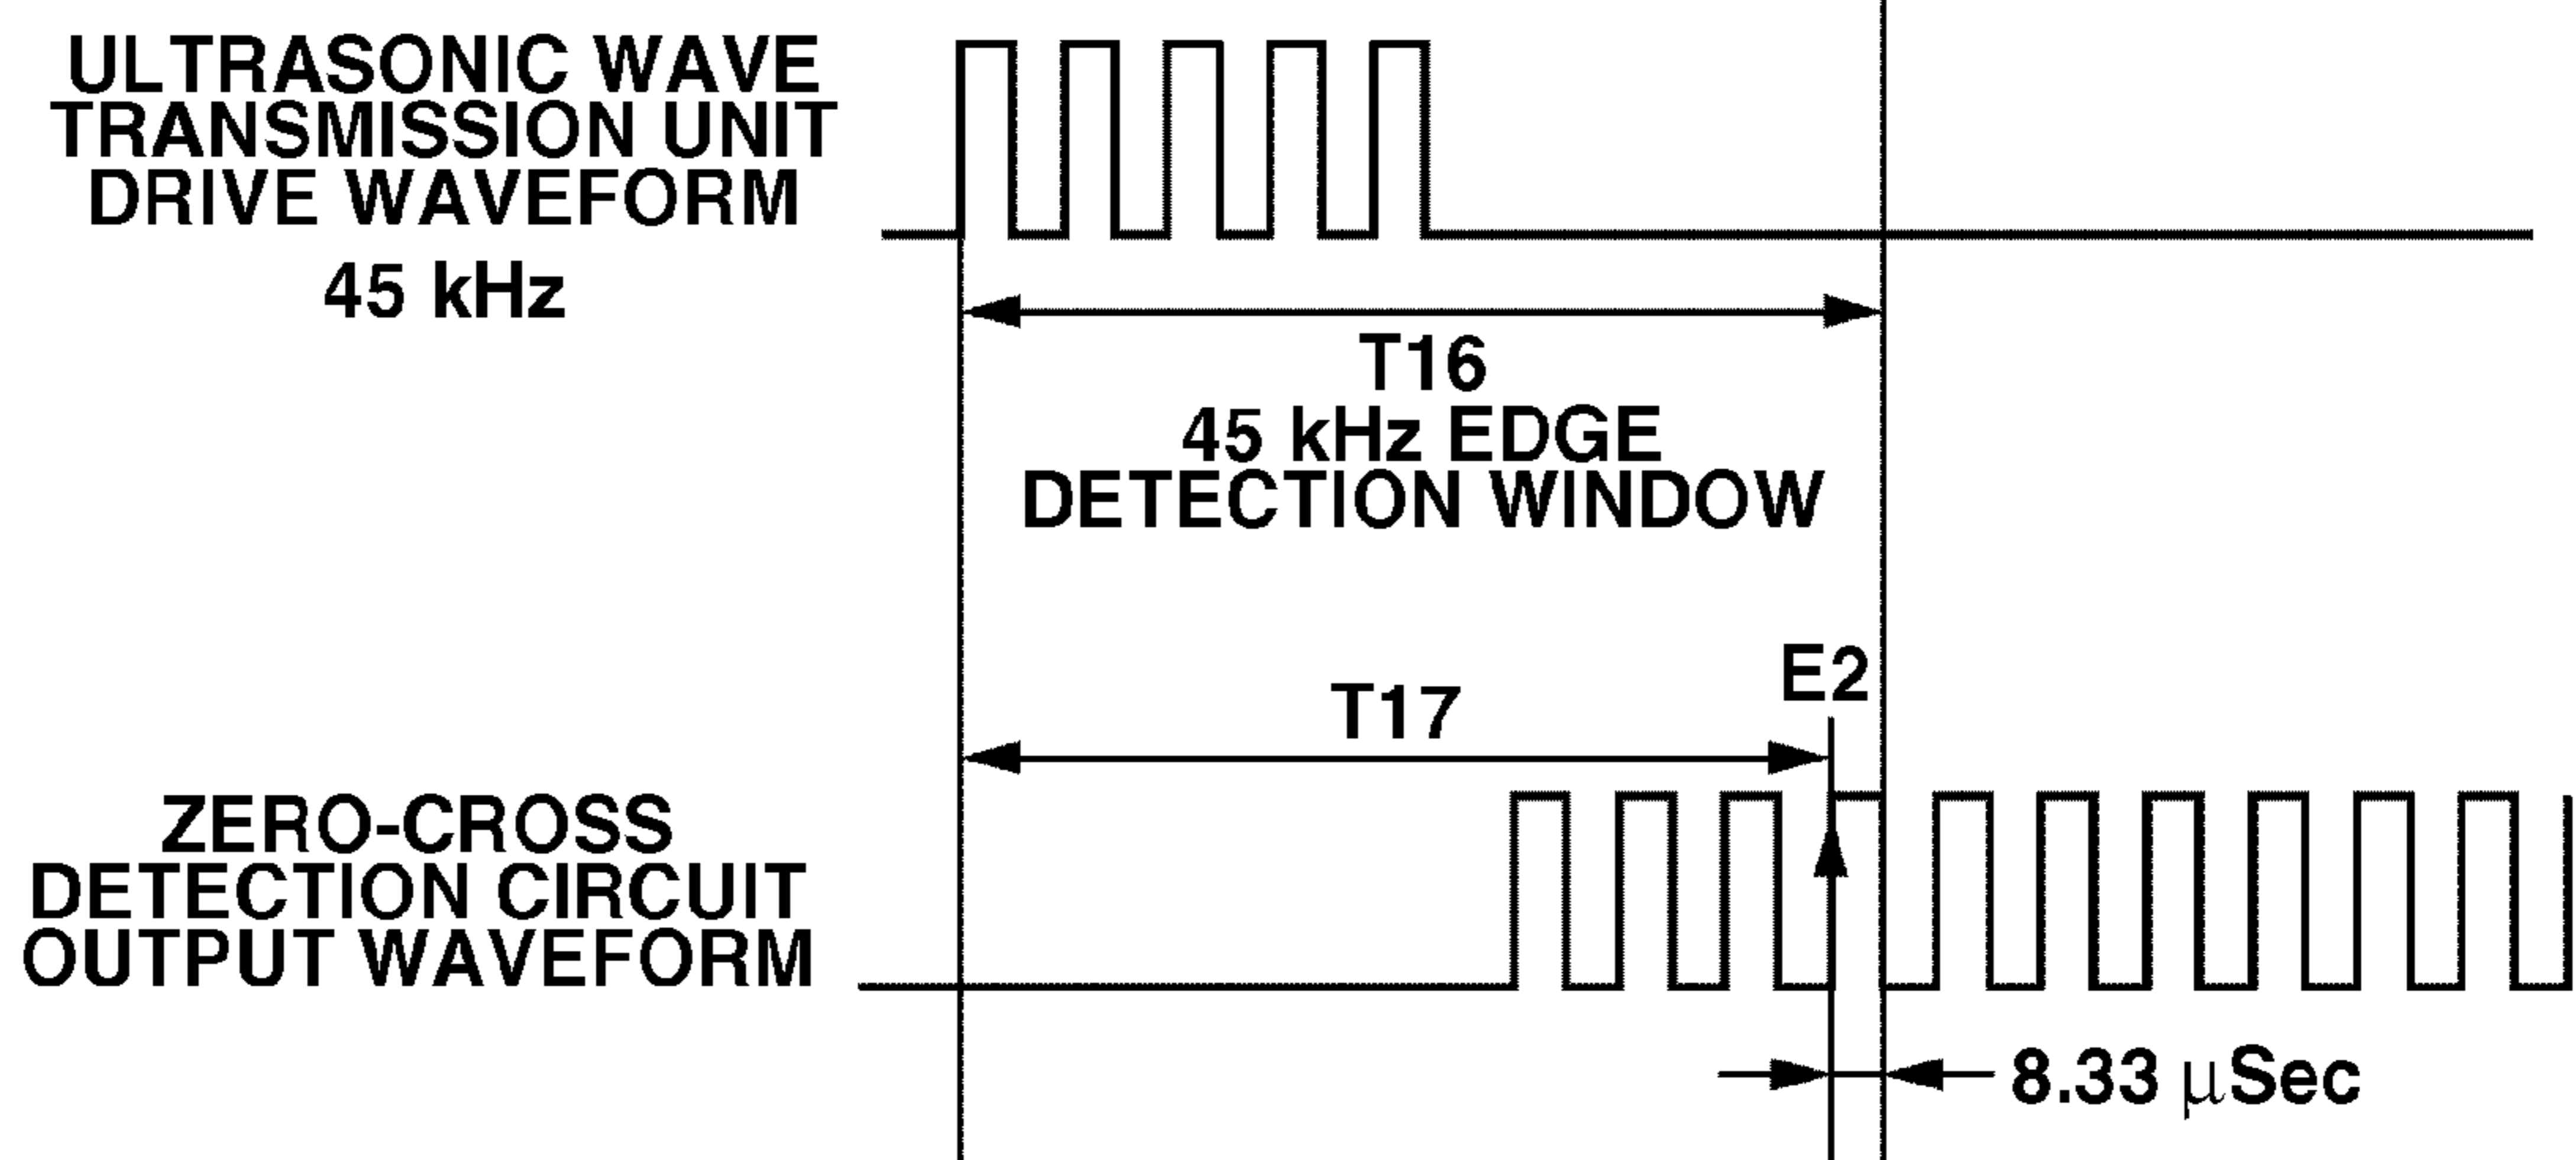 ULTRASONIC WAVE
TRANSMISSION UNIT
DRIVE WAVEFORM
45 kHz
T16
45 kHz EDGE
DETECTION WINDOW
E2
T17
ZERO-CROSS
DETECTION CIRCUIT
OUTPUT WAVEFORM
8.33 μSec